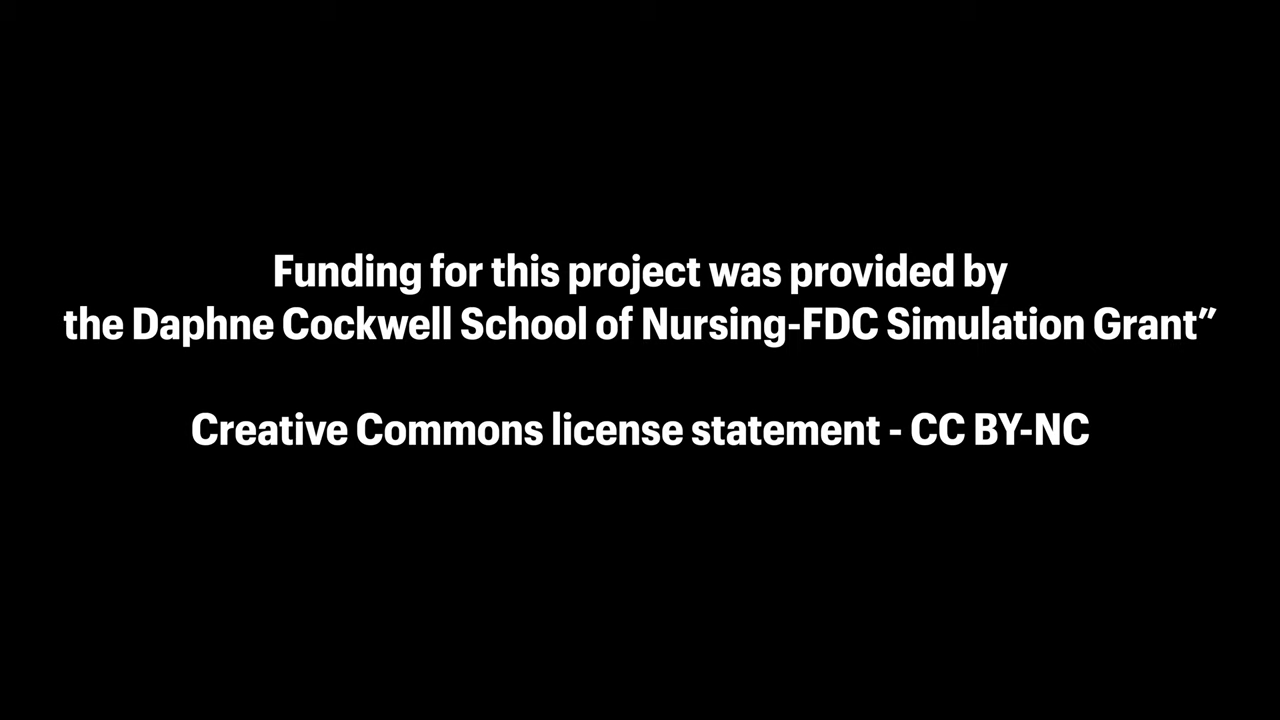 Funding for this project was provided by
the Daphne Cockwell School of Nursing-FDC Simulation Grant”
Creative Commons license statement - CC BY-NC